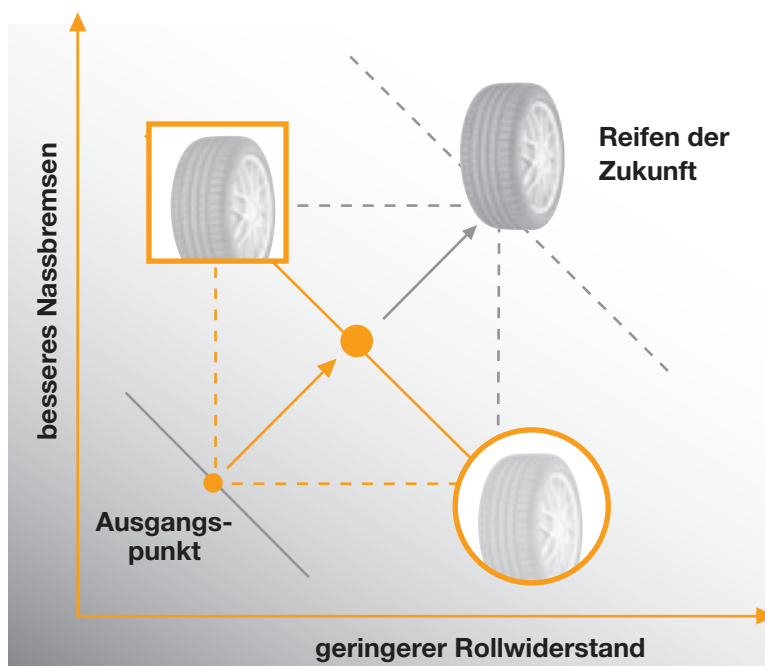 Reifen der
Zukunft
besseres Nassbremsen
Ausgangs-
punkt
geringerer Rollwiderstand